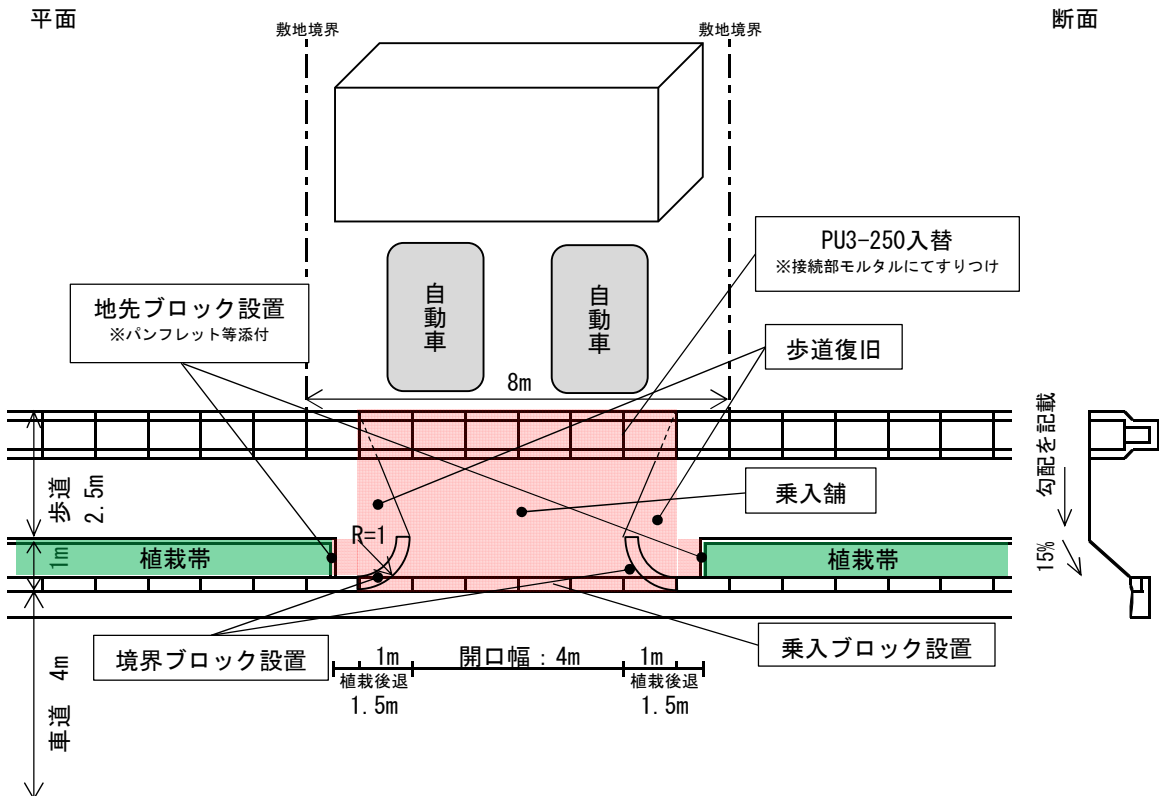 平面
断面
敷地境界
敷地境界
PU3-250入替
※接続部モルタルにてすりつけ
自動車
自動車
地先ブロック設置
※パンフレット等添付
歩道復旧
8m
勾配を記載
歩道
2.5m
乗入舗
R=1
植栽帯
1m
植栽帯
15%
境界ブロック設置
1m
開口幅：4m
1m
乗入ブロック設置
植栽後退
植栽後退
1.5m
1.5m
車道 4m